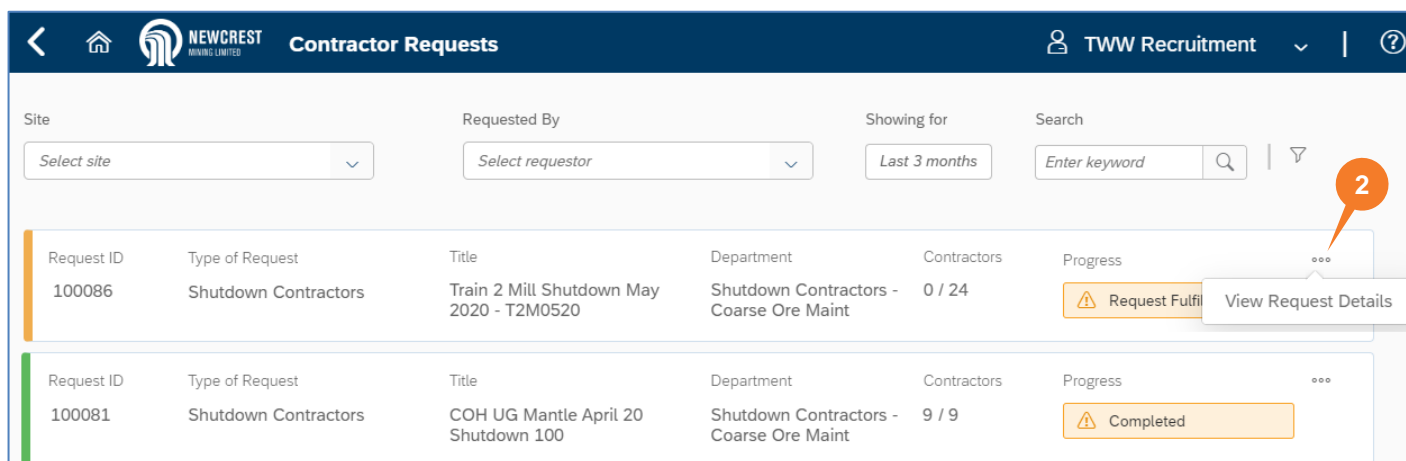 NEWCREST
MINING LIMITED
Contractor Requests
TWW Recruitment
Site
Requested By
Showing for
Search
Select site
Select requestor
Last 3 months
Enter keyword
2
Request ID
Type of Request
Title
Department
Contractors
Progress
100086
Shutdown Contractors
Train 2 Mill Shutdown May
2020 - T2M0520
Shutdown Contractors -
Coarse Ore Maint
0 / 24
Request Fulfi
View Request Details
Request ID
Type of Request
Title
Department
Contractors
Progress
100081
Shutdown Contractors
COH UG Mantle April 20
Shutdown 100
Shutdown Contractors -
Coarse Ore Maint
9 / 9
Completed